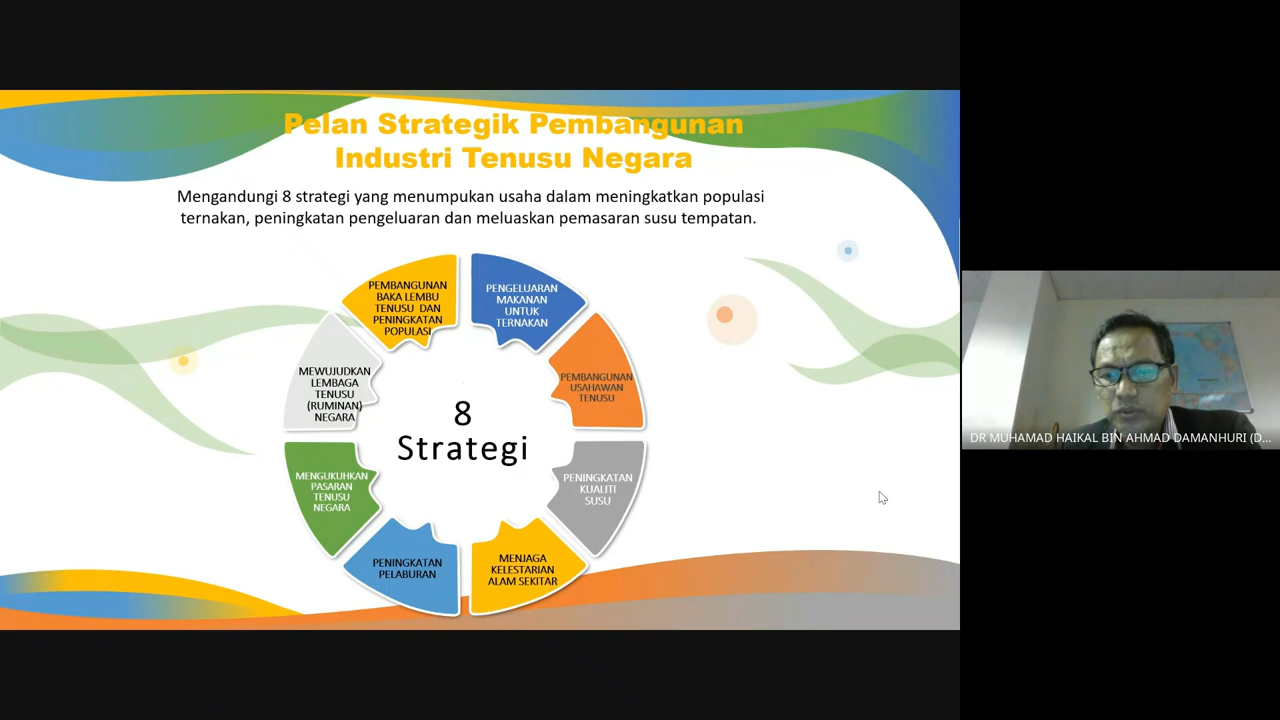 Pelan Strategik Pembangunan
Industri Tenusu Negara
Mengandungi 8 strategi yang menumpukan usaha dalam meningkatkan populasi
ternakan, peningkatan pengeluaran dan meluaskan pemasaran susu tempatan.
PEMBANGUNAN
BAKA LEMBU
TENUSU DAN
PENINGKATAN
POPULASI
PENGELUARAN
MAKANAN
UNTUK
TERNAKAN
PEMBANGUNAN
USAHAWAN
TENUSU
PENINGKATAN
KUALITI
SUSU
MENJAGA
KELESTARIAN
ALAM SEKITAR
PENINGKATAN
PELABURAN
MENGUKUHKAN
PASARAN
TENUSU
NEGARA
MEWUJUDKAN
LEMBAGA
TENUSU
(RUMINAN)
NEGARA
8
Strategi
DR MUHAMAD HAIKAL BIN AHMAD DAMANHURI (D...